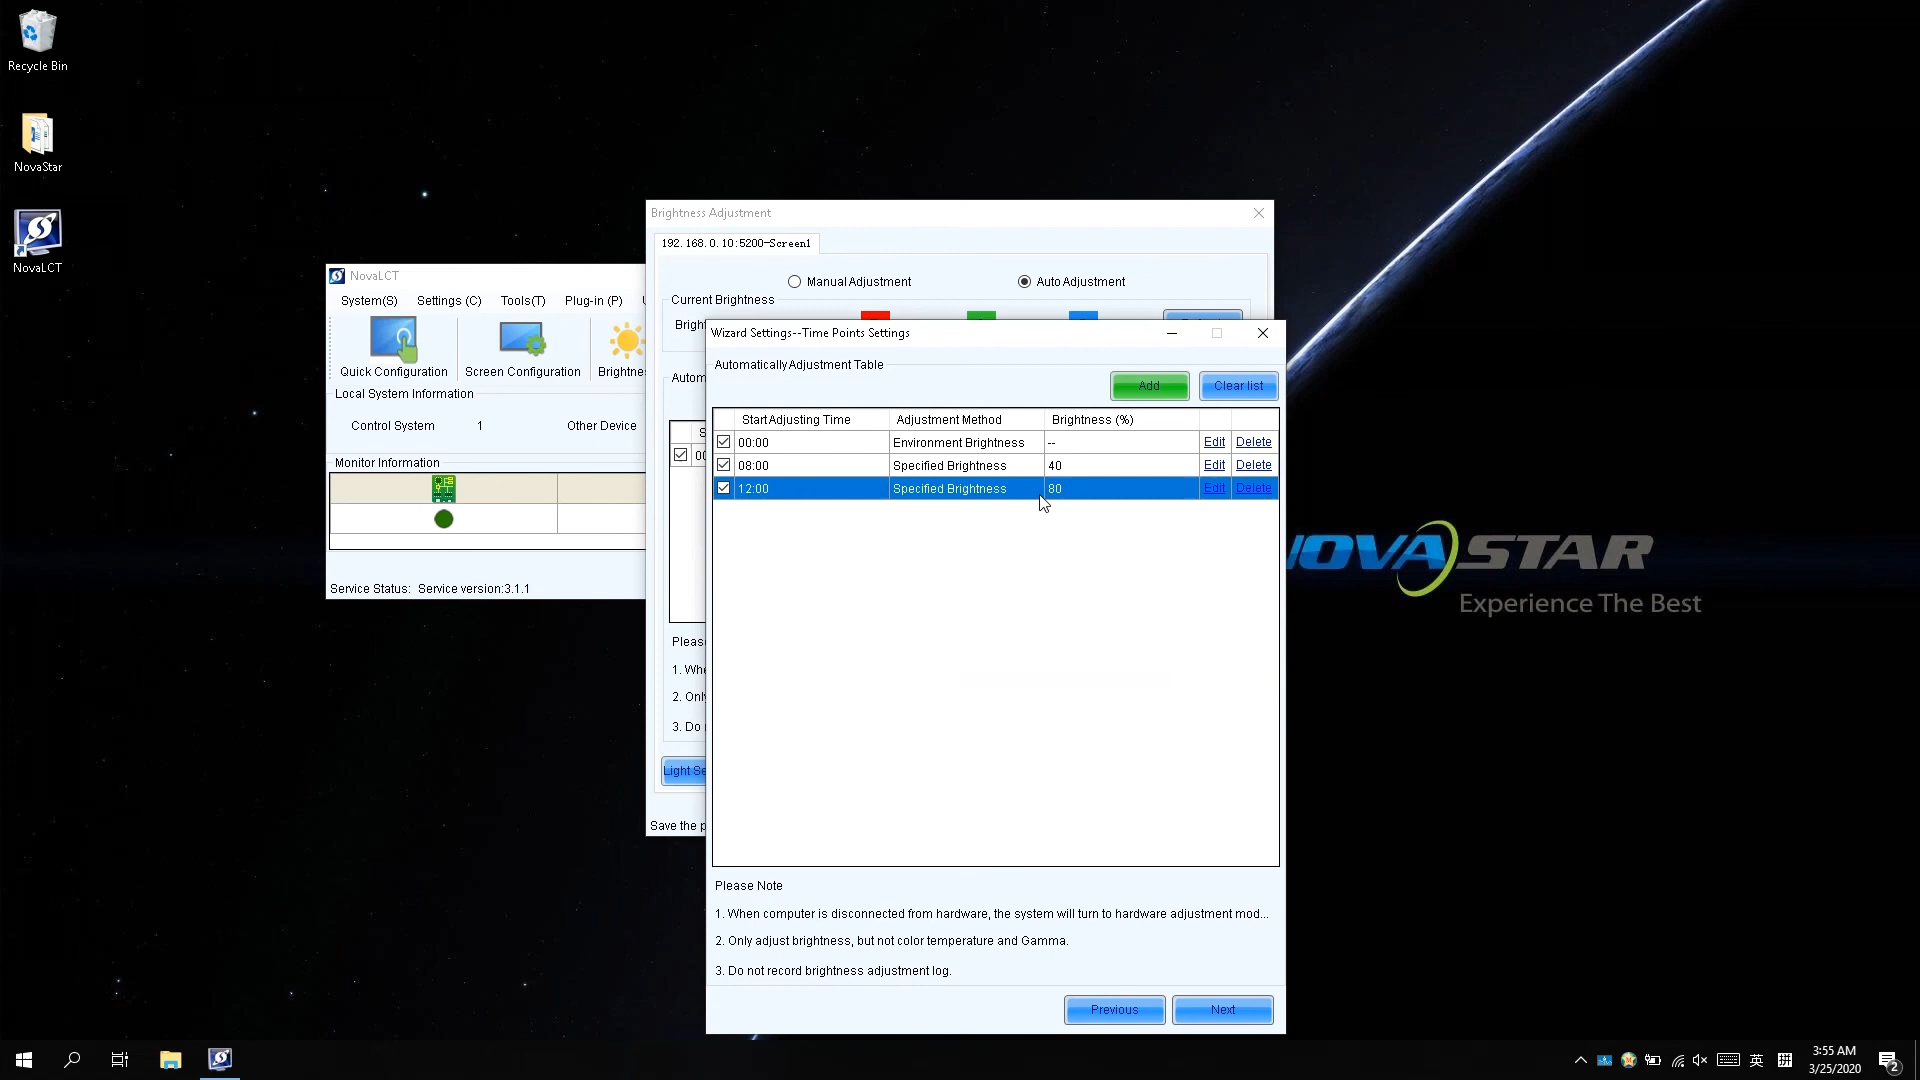 Recycle Bin
NovaStar
NovaLCT
NovaLCT
System(S) Settings (C) Tools(T) Plug-in (P)
Quick Configuration Screen Configuration
Local System Information
Control System 1 Other Device
Monitor Information
Service Status: Service version:3.1.1
Brightness Adjustment
192.168.0.10:5200-Screen1
Manual Adjustment Auto Adjustment
Current Brightness
Wizard Settings--Time Points Settings
Automatically Adjustment Table
Add Clear list
Start Adjusting Time Adjustment Method Brightness (%)
00:00 Environment Brightness -- Edit Delete
08:00 Specified Brightness 40 Edit Delete
12:00 Specified Brightness 80 Edit Delete
Please Note
1. When computer is disconnected from hardware, the system will turn to hardware adjustment mod...
2. Only adjust brightness, but not color temperature and Gamma.
3. Do not record brightness adjustment log.
Previous Next
NOVASTAR
Experience The Best
英 拼
3:55 AM
3/25/2020
2